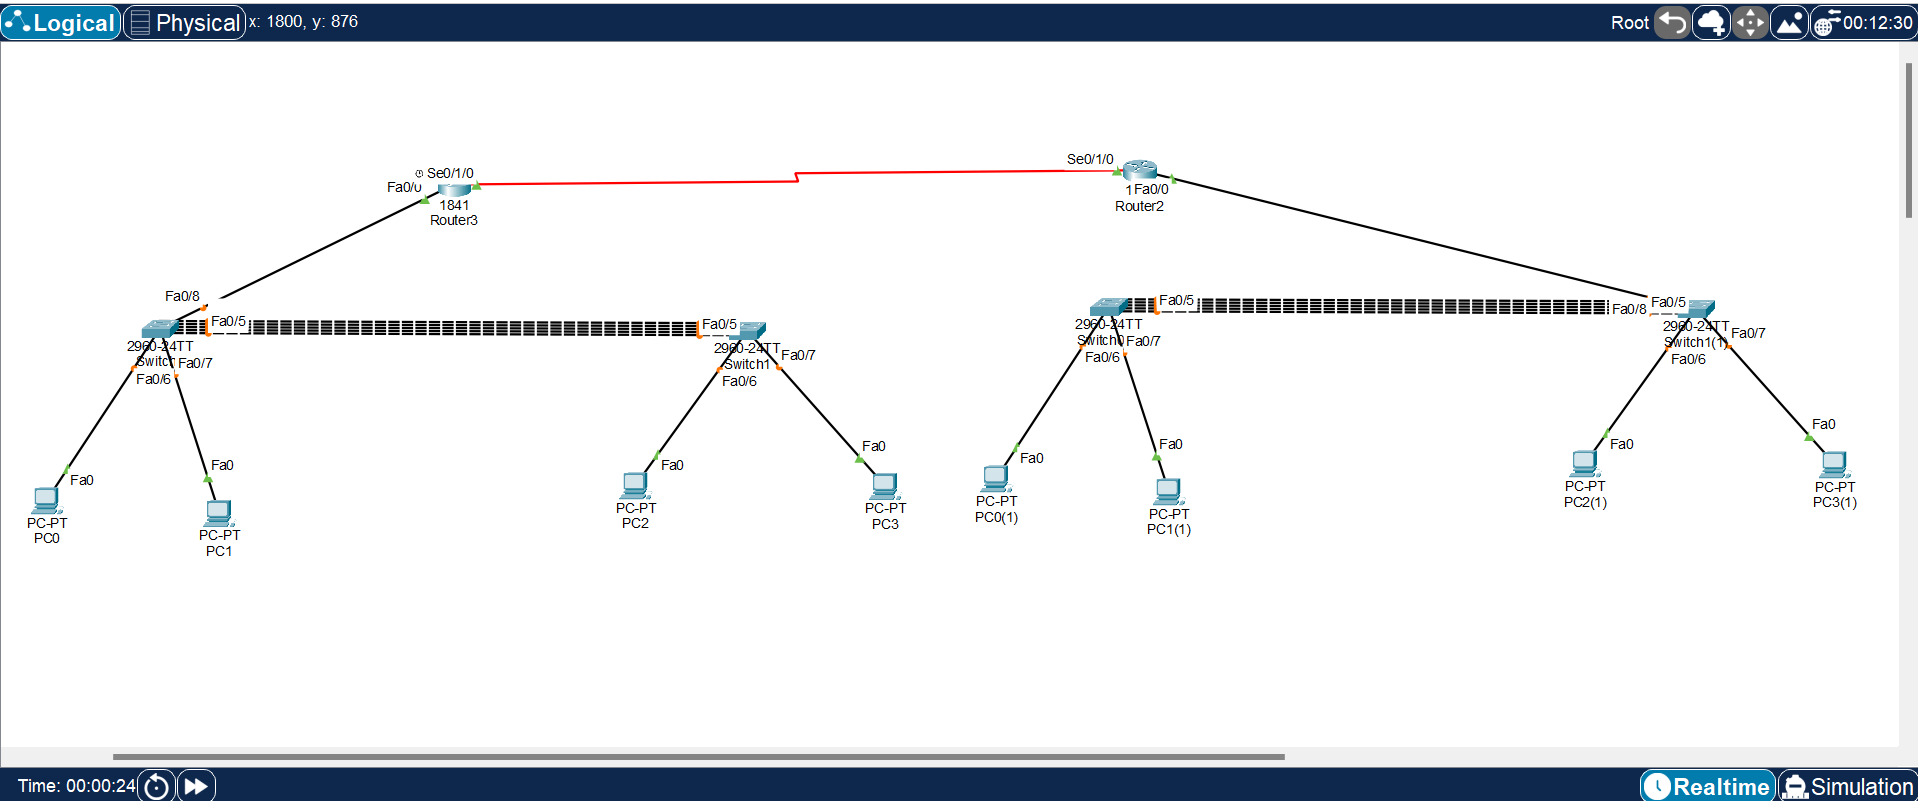 Logical
Physical
x: 1800, y: 876
Root
00:12:30
Se0/1/0
Fa0/0
1841
Router3
Se0/1/0
1
Fa0/0
Router2
Fa0/8
Fa0/5
2960-24TT
Switch
Fa0/7
Fa0/6
Fa0/5
2960-24TT
Switch1
Fa0/7
Fa0/6
Fa0/5
2960-24TT
Fa0/7
Fa0/6
Fa0/8
Fa0/5
2960-24TT
Switch1(1)
Fa0/7
Fa0/6
Fa0
PC-PT
PC0
Fa0
PC-PT
PC1
Fa0
PC-PT
PC2
Fa0
PC-PT
PC3
Fa0
PC-PT
PC0(1)
Fa0
PC-PT
PC1(1)
Fa0
PC-PT
PC2(1)
Fa0
PC-PT
PC3(1)
Time: 00:00:24
Realtime
Simulation